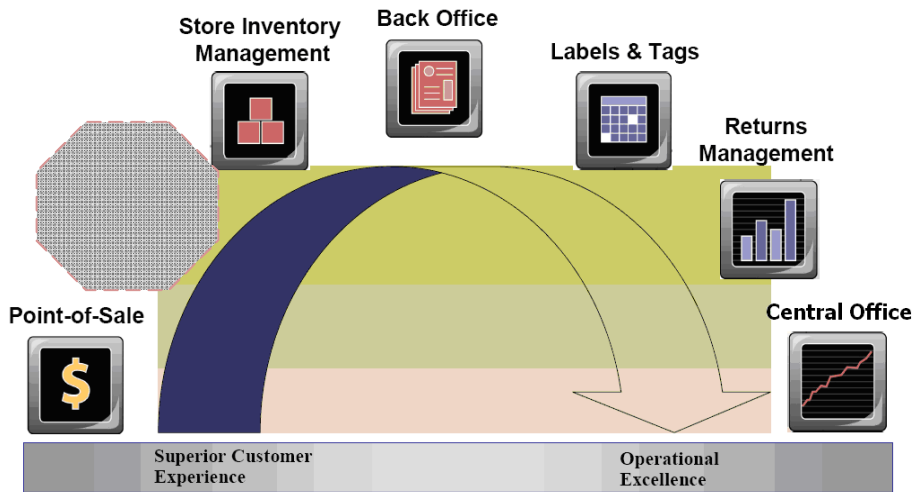 Back Office
Store Inventory
Management
Labels & Tags
Returns
Management
Point-of-Sale
$
Central Office
Superior Customer
Experience
Operational
Excellence